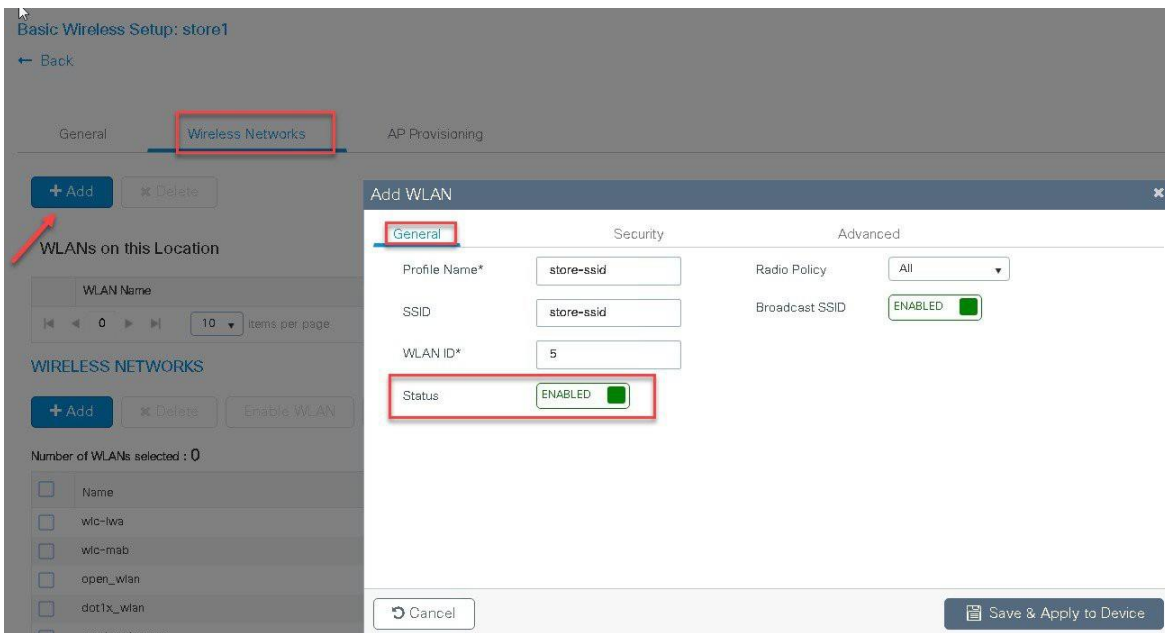 Basic Wireless Setup: store1
← Back
General Wireless Networks AP Provisioning
+ Add × Delete
WLANs on this Location
WLAN Name
0 10 items per page
WIRELESS NETWORKS
+ Add × Delete Enable WLAN
Number of WLANs selected : 0
Name
wlc-lwa
wlc-mab
open_wlan
dot1x_wlan
Add WLAN ×
General Security Advanced
Profile Name* store-ssid Radio Policy All
SSID store-ssid Broadcast SSID ENABLED
WLAN ID* 5
Status ENABLED
Cancel Save & Apply to Device